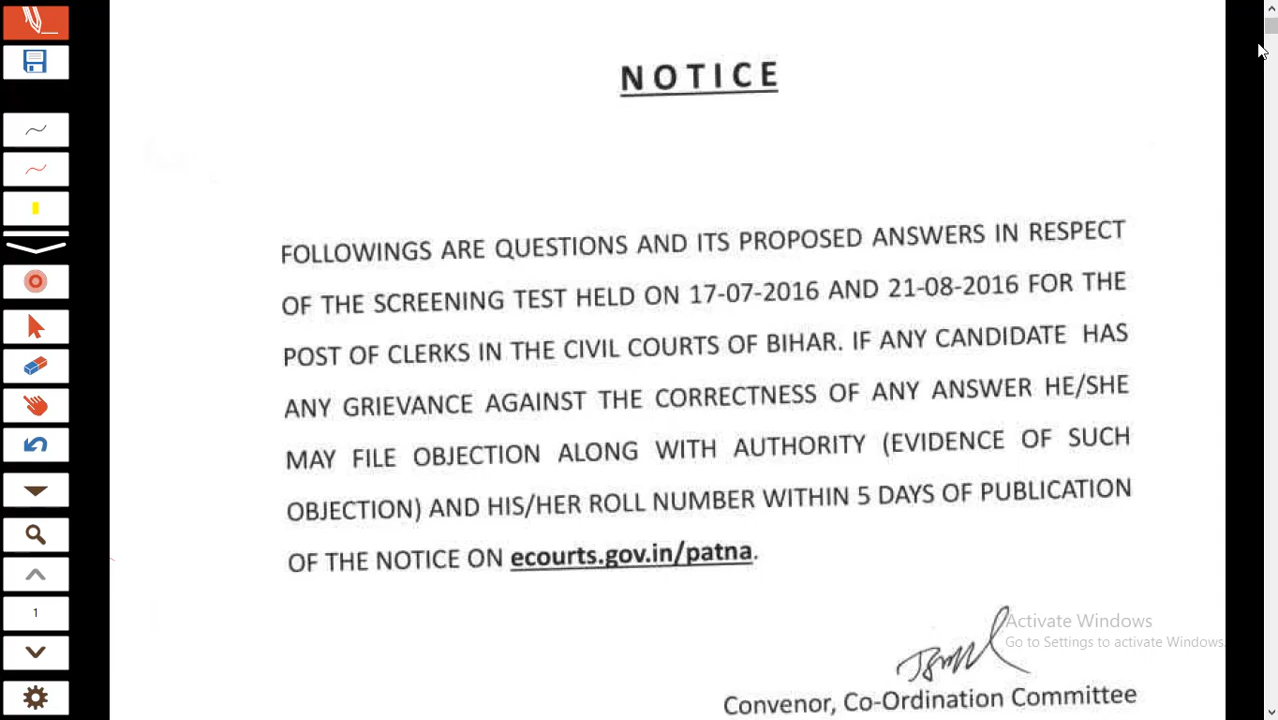 NOTICE
FOLLOWINGS ARE QUESTIONS AND ITS PROPOSED ANSWERS IN RESPECT
OF THE SCREENING TEST HELD ON 17-07-2016 AND 21-08-2016 FOR THE
POST OF CLERKS IN THE CIVIL COURTS OF BIHAR. IF ANY CANDIDATE HAS
ANY GRIEVANCE AGAINST THE CORRECTNESS OF ANY ANSWER HE/SHE
MAY FILE OBJECTION ALONG WITH AUTHORITY (EVIDENCE OF SUCH
OBJECTION) AND HIS/HER ROLL NUMBER WITHIN 5 DAYS OF PUBLICATION
OF THE NOTICE ON ecourts.gov.in/patna.
Activate Windows
Go to Settings to activate Windows.
Convenor, Co-Ordination Committee
1